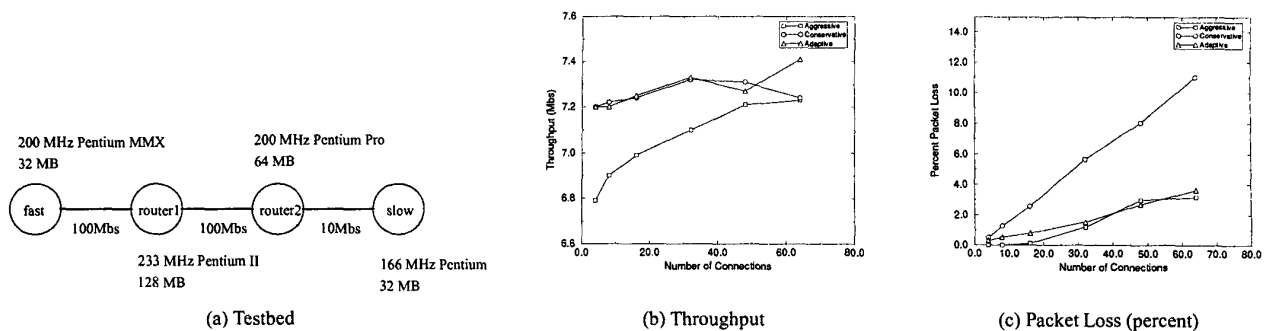 200 MHz Pentium MMX
32 MB
200 MHz Pentium Pro
64 MB
fast
router1
router2
slow
100Mbs
100Mbs
10Mbs
233 MHz Pentium II
128 MB
166 MHz Pentium
32 MB
(a) Testbed
7.6
7.4
7.2
7.0
6.8
6.6
Throughput (Mbs)
Aggressive
Conservative
Adaptive
0.0
20.0
40.0
60.0
80.0
Number of Connections
(b) Throughput
14.0
12.0
10.0
8.0
6.0
4.0
2.0
0.0
Percent Packet Loss
Aggressive
Conservative
Adaptive
0.0
10.0
20.0
30.0
40.0
50.0
60.0
70.0
80.0
Number of Connections
(c) Packet Loss (percent)